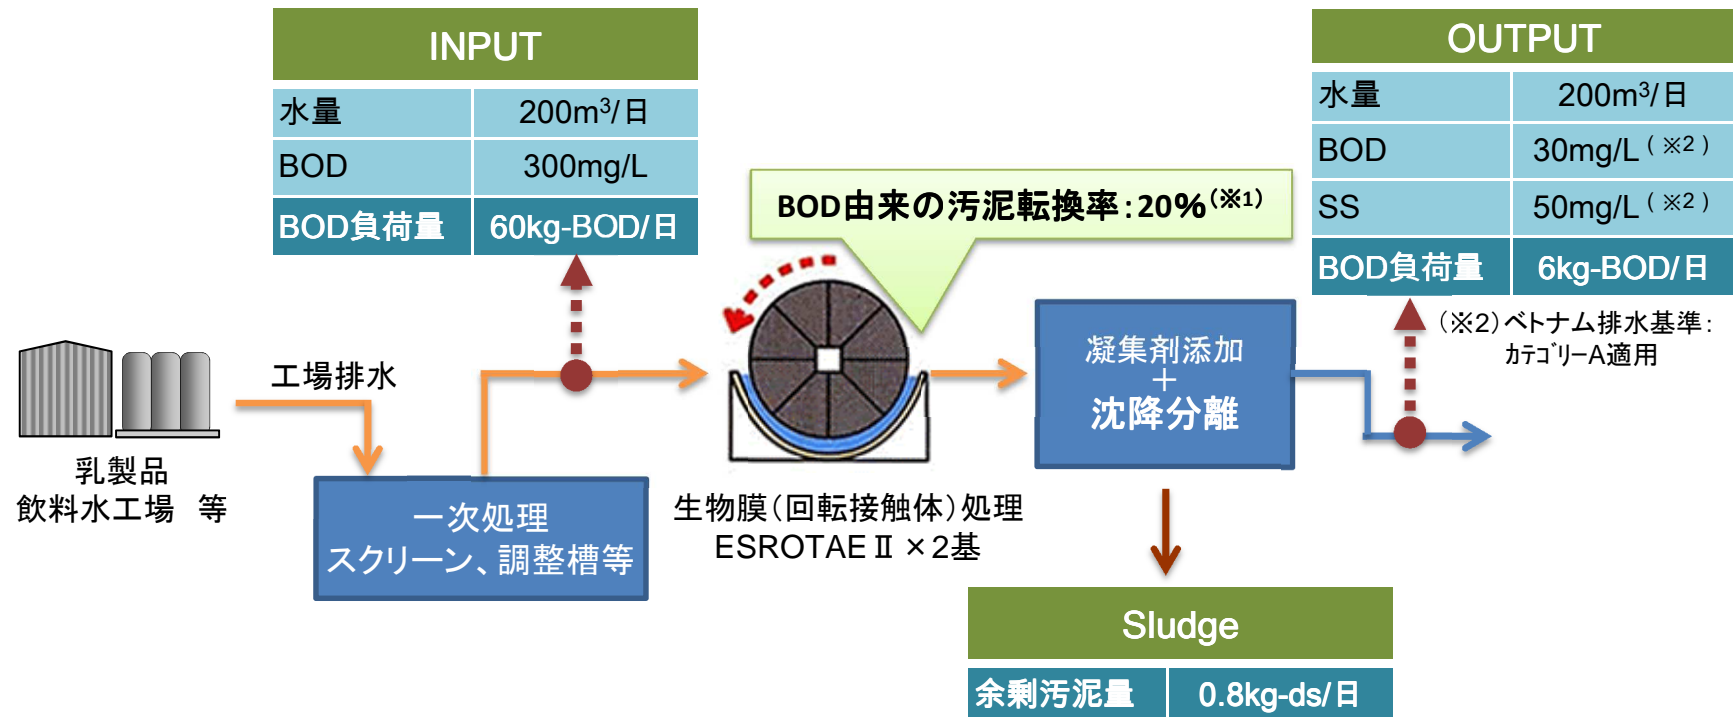 INPUT
水量 200m³/日
BOD 300mg/L
BOD負荷量 60kg-BOD/日
OUTPUT
水量 200m³/日
BOD 30mg/L(※2)
SS 50mg/L(※2)
BOD負荷量 6kg-BOD/日
(※2)ベトナム排水基準:
ｶﾃｺﾞﾘｰA適用
BOD由来の汚泥転換率:20%(※1)
工場排水
乳製品
飲料水工場 等
一次処理
スクリーン、調整槽等
生物膜(回転接触体)処理
ESROTAEⅡ×2基
凝集剤添加
+
沈降分離
Sludge
余剰汚泥量 0.8kg-ds/日